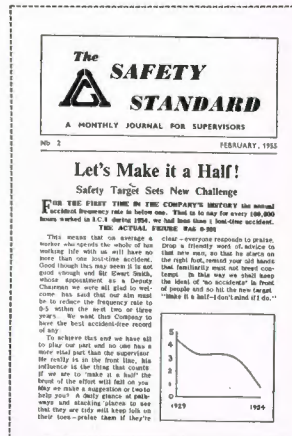 The
SAFETY
STANDARD
A MONTHLY JOURNAL FOR SUPERVISORS
No 2
FEBRUARY, 1955
Let's Make it a Half!
Safety Target Sets New Challenge
FOR THE FIRST TIME IN THE COMPANY'S HISTORY the annual
accident frequency rate is below one. That is to say for every 100,000
hours worked in I.C.I during 1954, we had less than 1 lost-time accident.
THE ACTUAL FIGURE WAS
This means that on average a
worker who spends the whole of his
working life with us will have no
more than one lost-time accident.
Good though this may seem it is not
good enough and Sir Ewart Smith,
whose appointment as a Deputy
Chairman we were all glad to wel-
come has said that our aim must
be to reduce the frequency rate to
0·5 within the next two or three
years. We want this Company to
have the best accident-free record
of any
To achieve this end we have all
to play our part and no one has a
more vital part than the supervisor
He really is in the front line, his
influence is the thing that counts
If we are to "make it a half" the
brunt of the effort will fall on you
May we make a suggestion or two to
help you? A daily glance at path-
ways and stacking places to see
that they are tidy will keep folk on
their toes—praise them if they're
clear—everyone responds to praise.
Drop a friendly word of advice to
that new man, so that he starts on
the right foot, remind your old hands
that familiarity must not breed con-
tempt. In this way we shall keep
the ideal of "no accidents" in front
of people and so hit the new target
"Make it a half—I don't mind if I do."
5
4
3
2
1
0
1929
1954